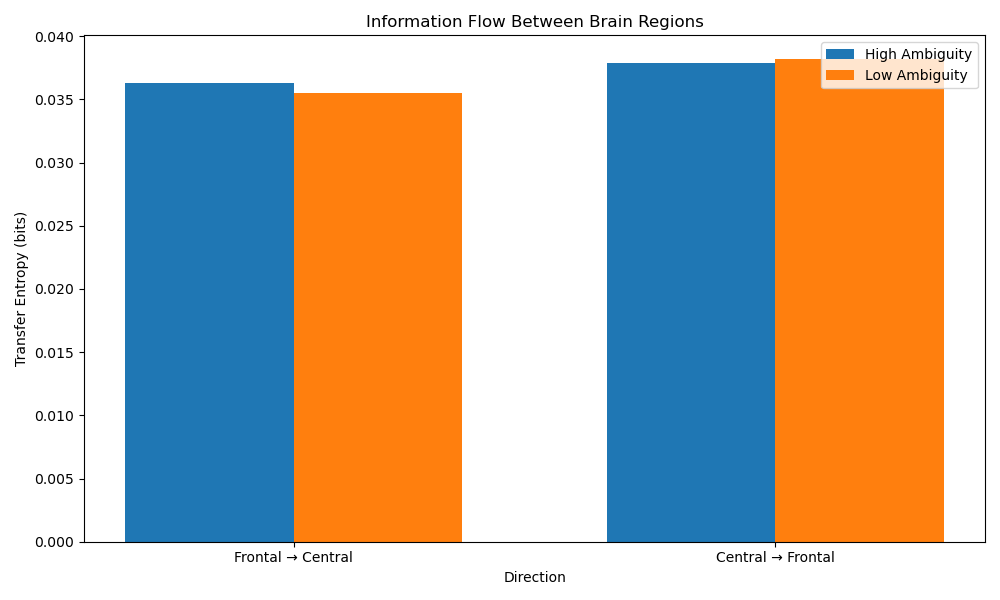 Information Flow Between Brain Regions
High Ambiguity
Low Ambiguity
Transfer Entropy (bits)
0.040
0.035
0.030
0.025
0.020
0.015
0.010
0.005
0.000
Frontal → Central
Central → Frontal
Direction